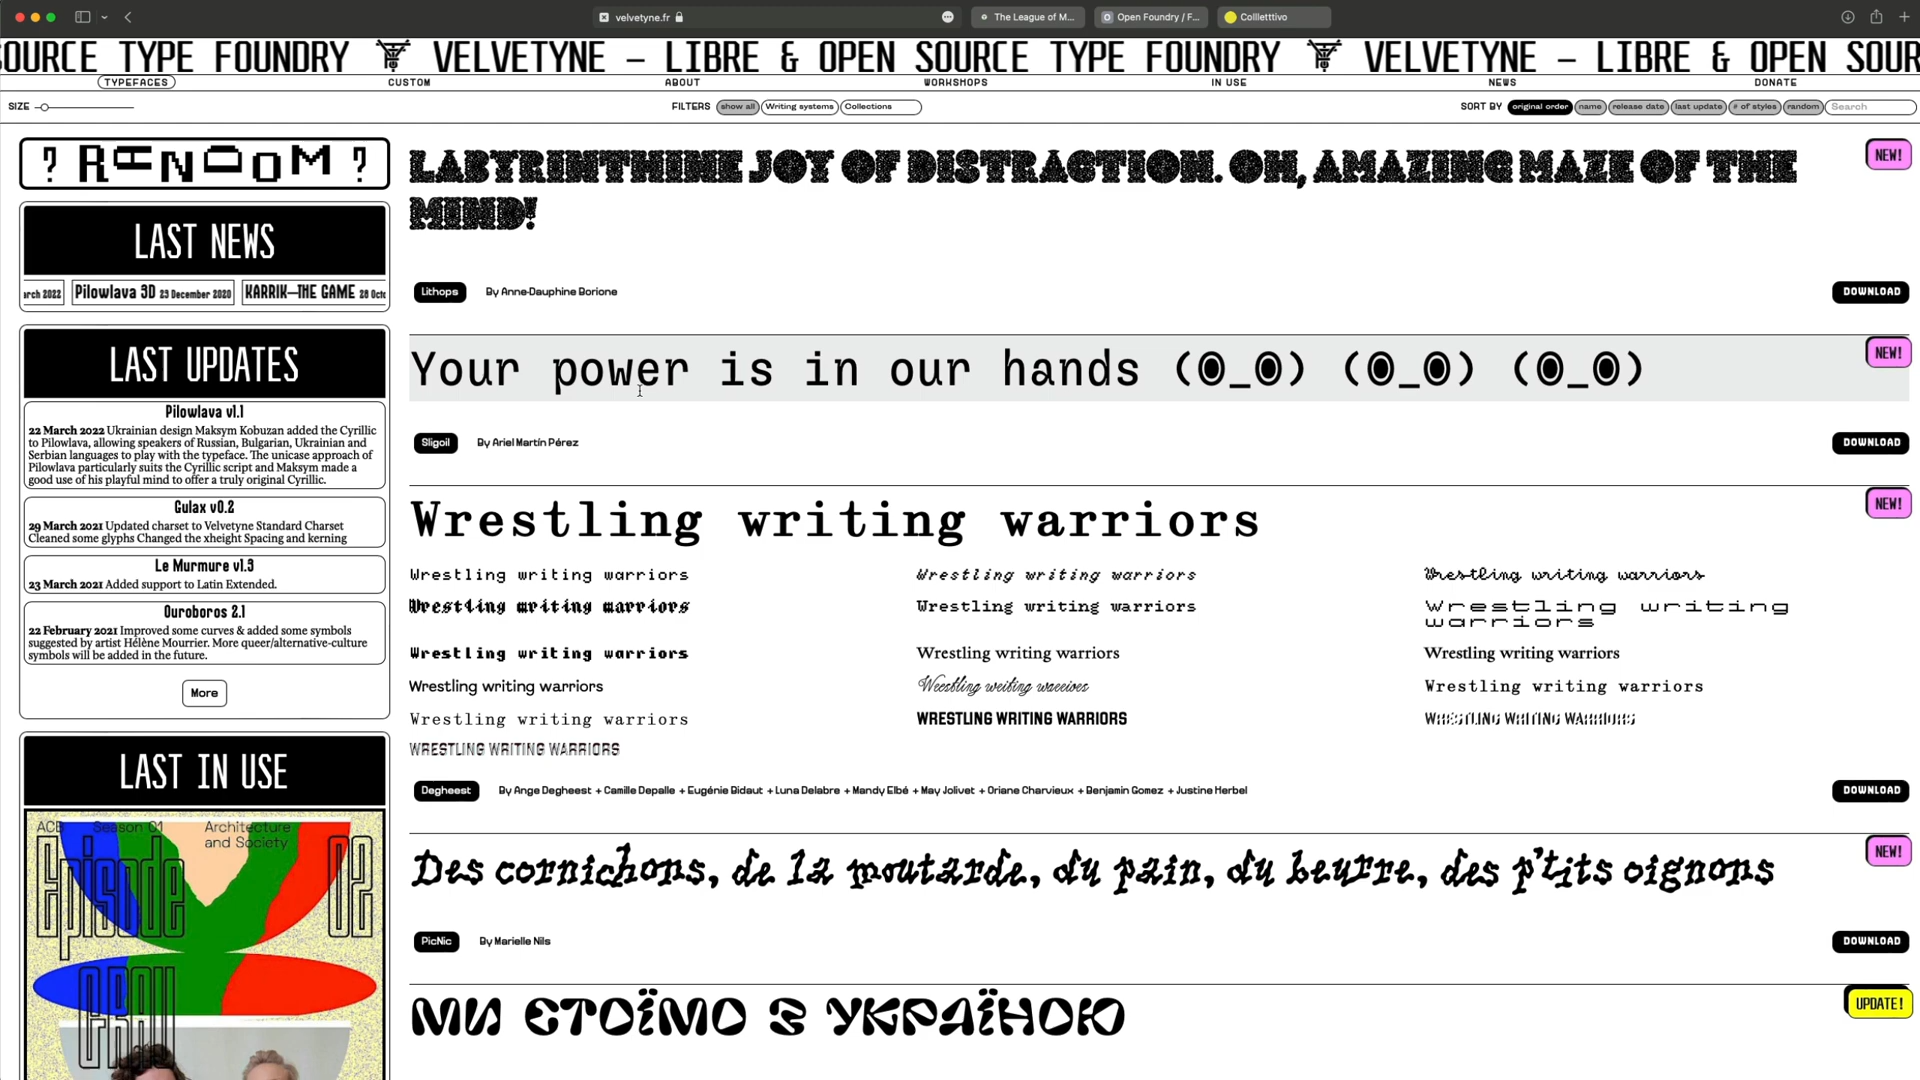 velvetyne.fr
The League of M...
Open Foundry / F...
Collletttivo
OURCE TYPE FOUNDRY VELVETYNE – LIBRE & OPEN SOURCE TYPE FOUNDRY VELVETYNE – LIBRE & OPEN SOUR
TYPEFACES CUSTOM ABOUT WORKSHOPS IN USE NEWS DONATE
SIZE
FILTERS show all Writing systems Collections
SORT BY original order name release date last update # of styles random Search
? RANDOM ?
LAST NEWS
arch 2022 Pilowlava 3D 23 December 2020 KARRIK—THE GAME 28 Octo
LAST UPDATES
Pilowlava v1.1
22 March 2022 Ukrainian design Maksym Kobuzan added the Cyrillic
to Pilowlava, allowing speakers of Russian, Bulgarian, Ukrainian and
Serbian languages to play with the typeface. The unicase approach of
Pilowlava particularly suits the Cyrillic script and Maksym made a
good use of his playful mind to offer a truly original Cyrillic.
Gulax v0.2
29 March 2021 Updated charset to Velvetyne Standard Charset
Cleaned some glyphs Changed the xheight Spacing and kerning
Le Murmure v1.3
23 March 2021 Added support to Latin Extended.
Ouroboros 2.1
22 February 2021 Improved some curves & added some symbols
suggested by artist Hélène Mourrier. More queer/alternative-culture
symbols will be added in the future.
More
LAST IN USE
ACB Season 01 Architecture
and Society
Episode 02
LABYRINTHINE JOY OF DISTRACTION. OH, AMAZING MAZE OF THE
MIND!
NEW!
Lithops By Anne-Dauphine Borione DOWNLOAD
Your power is in our hands (◉_◉) (◉_◉) (◉_◉)
NEW!
Sligoil By Ariel Martín Pérez DOWNLOAD
Wrestling writing warriors
NEW!
Wrestling writing warriors Wrestling writing warriors Wrestling writing warriors
Wrestling writing warriors Wrestling writing warriors Wrestling writing
warriors
Wrestling writing warriors Wrestling writing warriors Wrestling writing warriors
Wrestling writing warriors Wrestling writing warriors Wrestling writing warriors
Wrestling writing warriors WRESTLING WRITING WARRIORS WRESTLING WRITING WARRIORS
WRESTLING WRITING WARRIORS
Degheest By Ange Degheest + Camille Depalle + Eugénie Bidaut + Luna Delabre + Mandy Elbé + May Jolivet + Oriane Charvieux + Benjamin Gomez + Justine Herbel DOWNLOAD
Des cornichons, de la moutarde, du pain, du beurre, des p'tits oignons
NEW!
PicNic By Marielle Nils DOWNLOAD
МИ СТОЇМО З УКРАЇНОЮ
UPDATE!